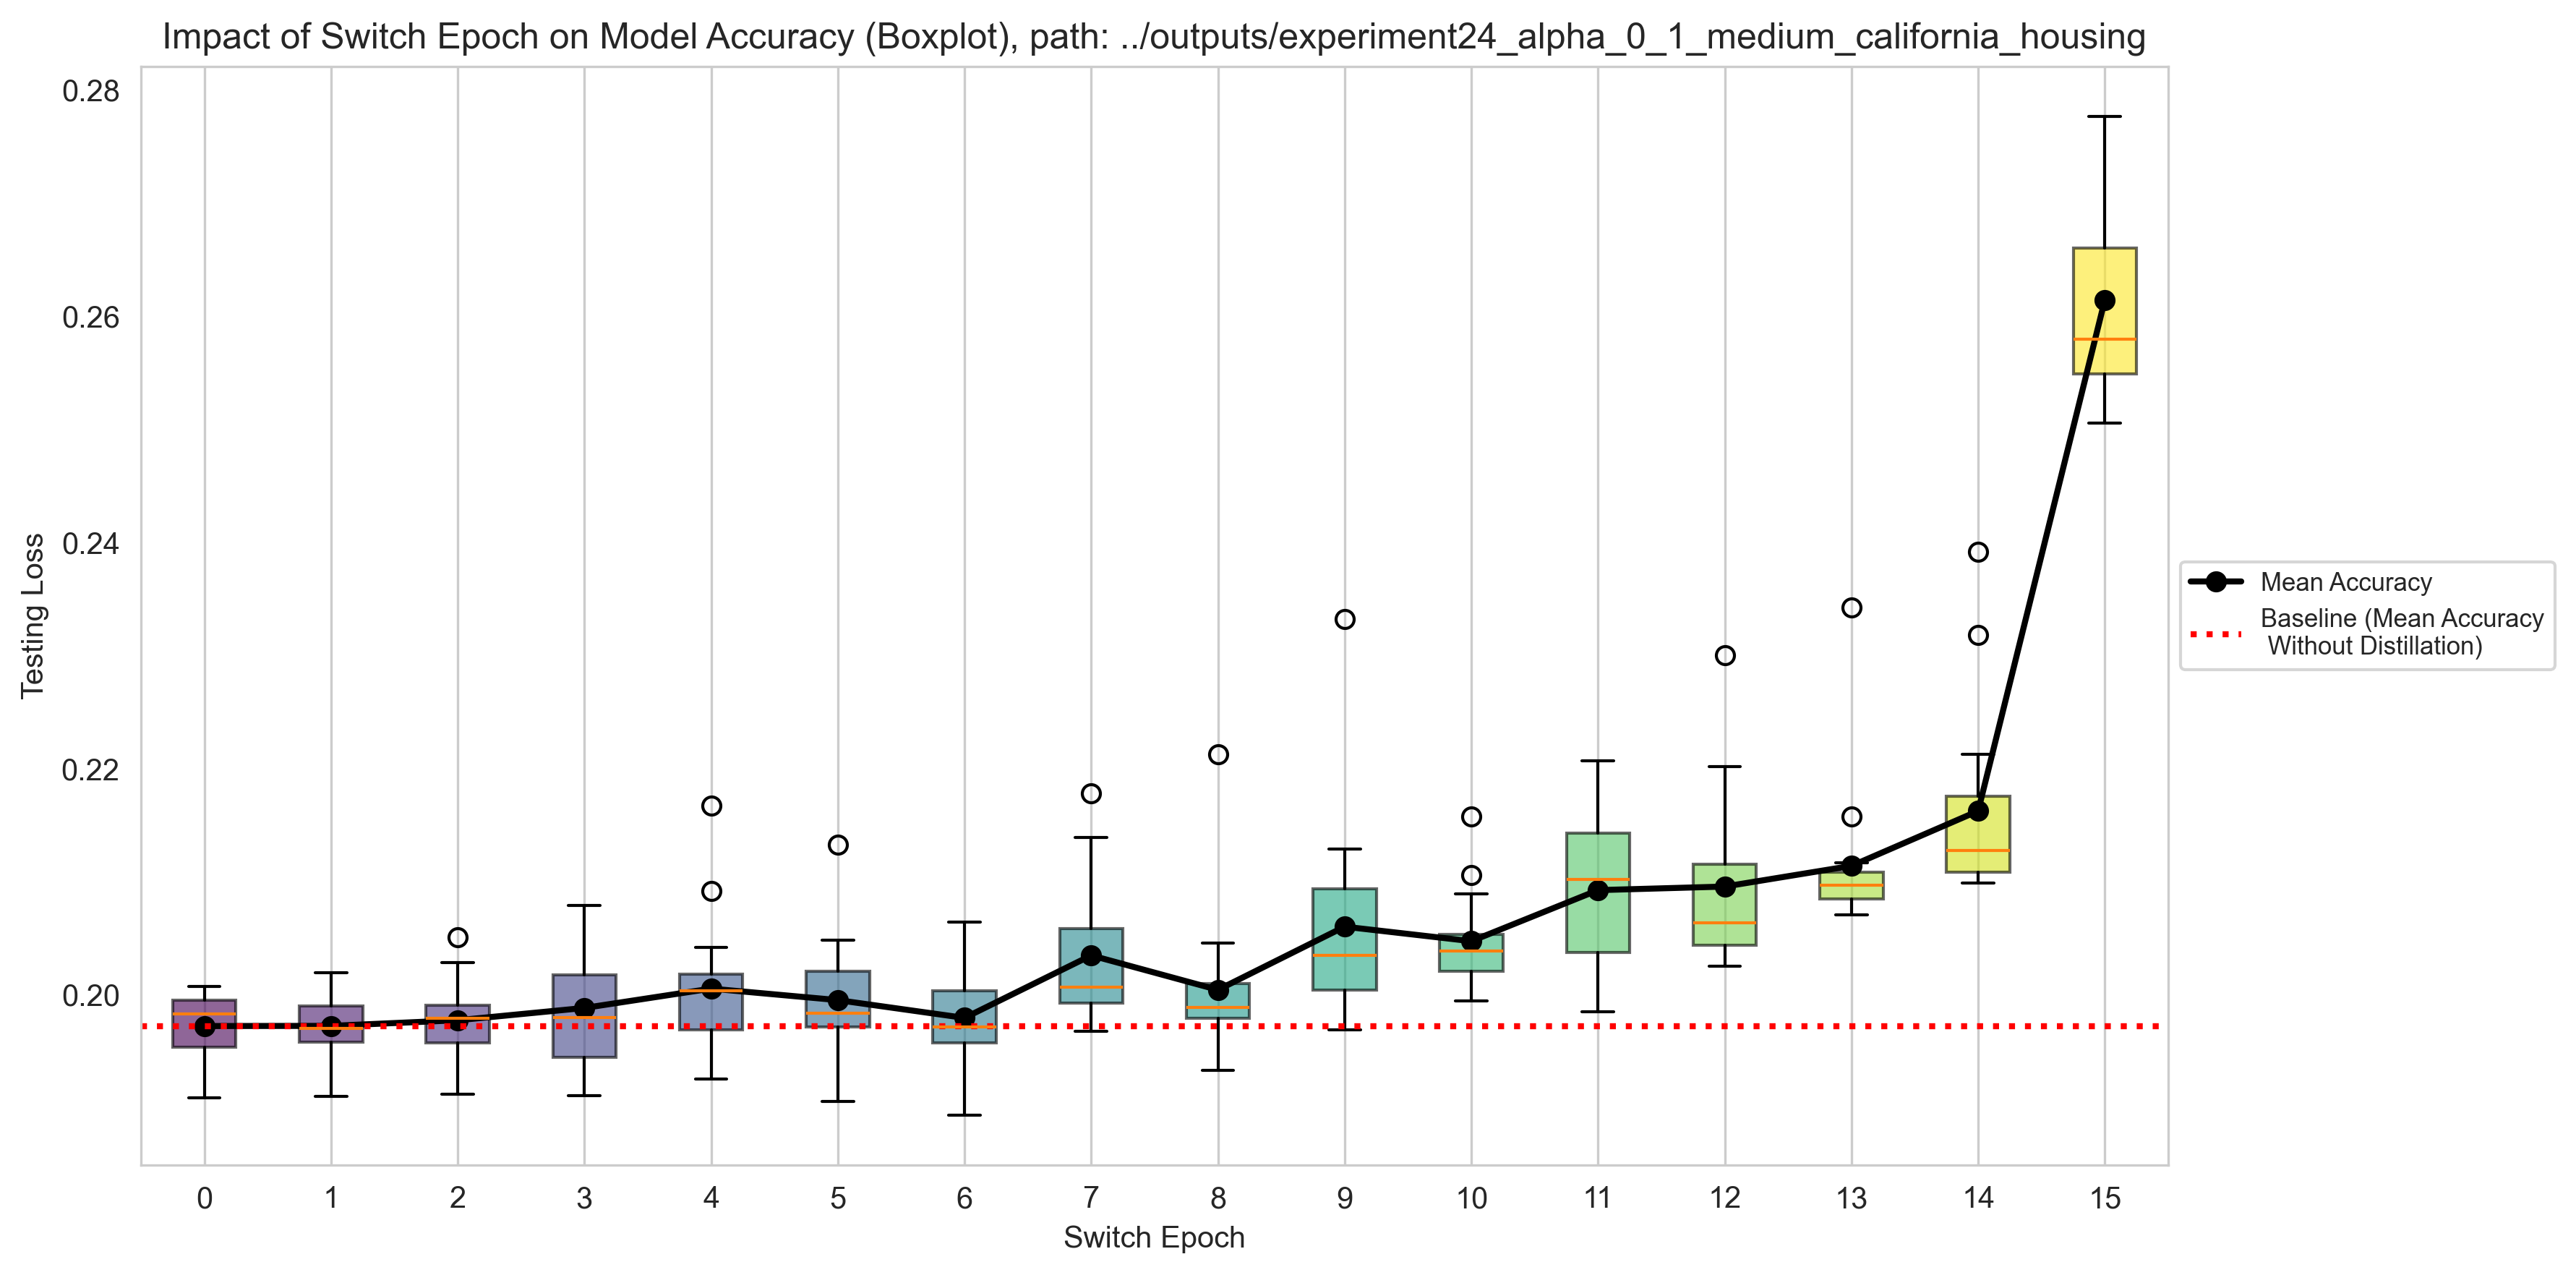 Impact of Switch Epoch on Model Accuracy (Boxplot), path: ../outputs/experiment24_alpha_0_1_medium_california_housing
0.28
0.26
0.24
0.22
0.20
Testing Loss
0 1 2 3 4 5 6 7 8 9 10 11 12 13 14 15
Switch Epoch
Mean Accuracy
Baseline (Mean Accuracy
Without Distillation)